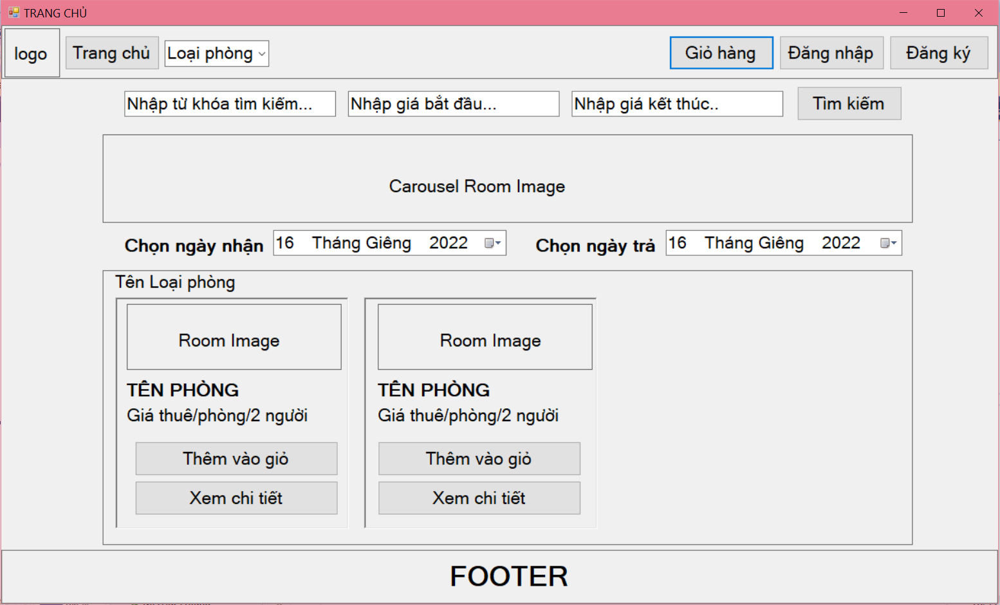 TRANG CHỦ
logo
Trang chủ
Loại phòng
Giỏ hàng
Đăng nhập
Đăng ký
Nhập từ khóa tìm kiếm...
Nhập giá bắt đầu...
Nhập giá kết thúc..
Tìm kiếm
Carousel Room Image
Chọn ngày nhận
16 Tháng Giêng 2022
Chọn ngày trả
16 Tháng Giêng 2022
Tên Loại phòng
Room Image
TÊN PHÒNG
Giá thuê/phòng/2 người
Thêm vào giỏ
Xem chi tiết
Room Image
TÊN PHÒNG
Giá thuê/phòng/2 người
Thêm vào giỏ
Xem chi tiết
FOOTER